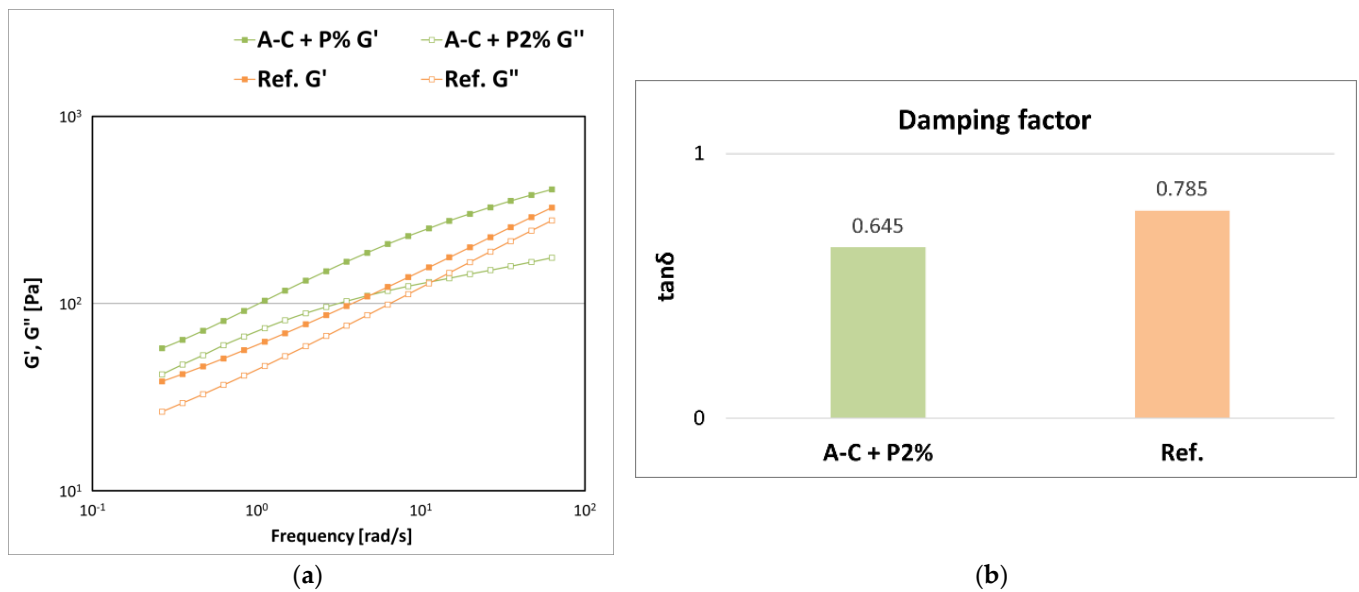 A-C + P% G' A-C + P2% G''
Ref. G' Ref. G"
10³
10²
10¹
G', G" [Pa]
10⁻¹ 10⁰ 10¹ 10²
Frequency [rad/s]
(a)
Damping factor
1
0.785
0.645
tanδ
0
A-C + P2% Ref.
(b)